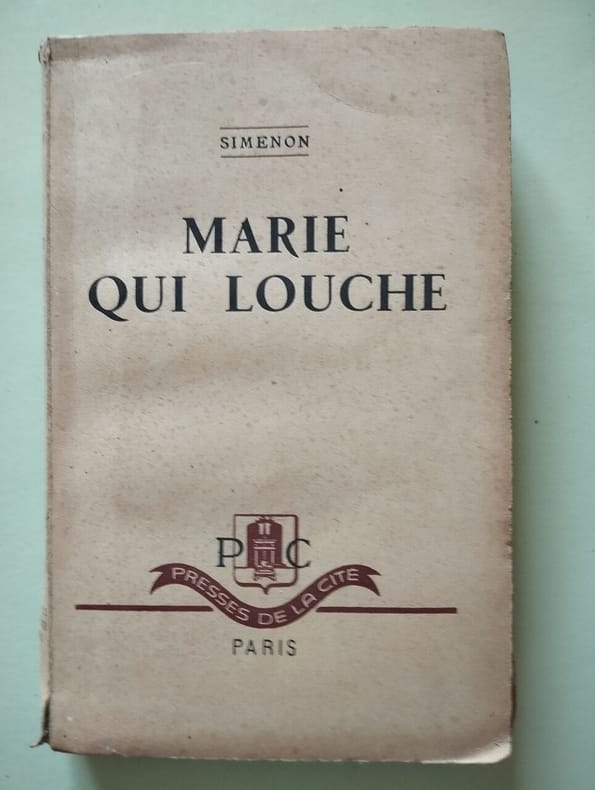 SIMENON
MARIE
QUI LOUCHE
P C
PRESSES DE LA CITÉ
PARIS